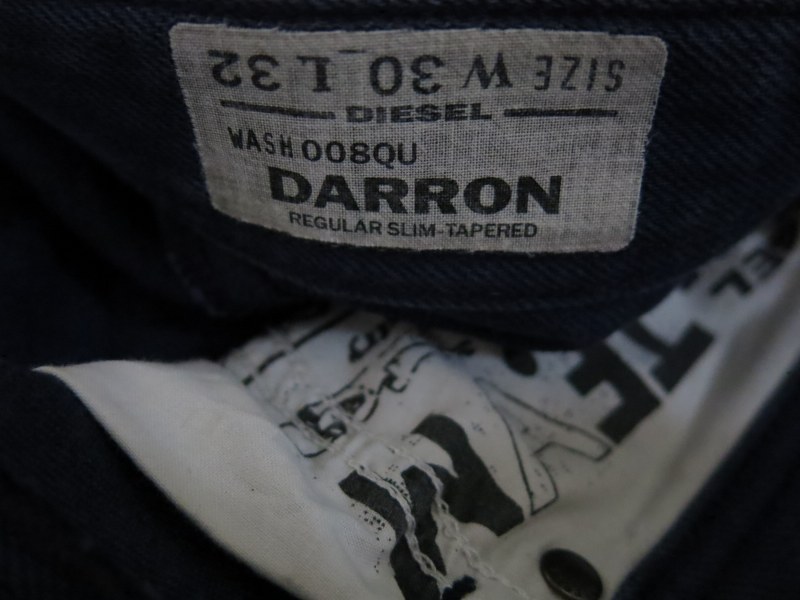 SIZE W 30 L 32
DIESEL
WASH 008QU
DARRON
REGULAR SLIM-TAPERED